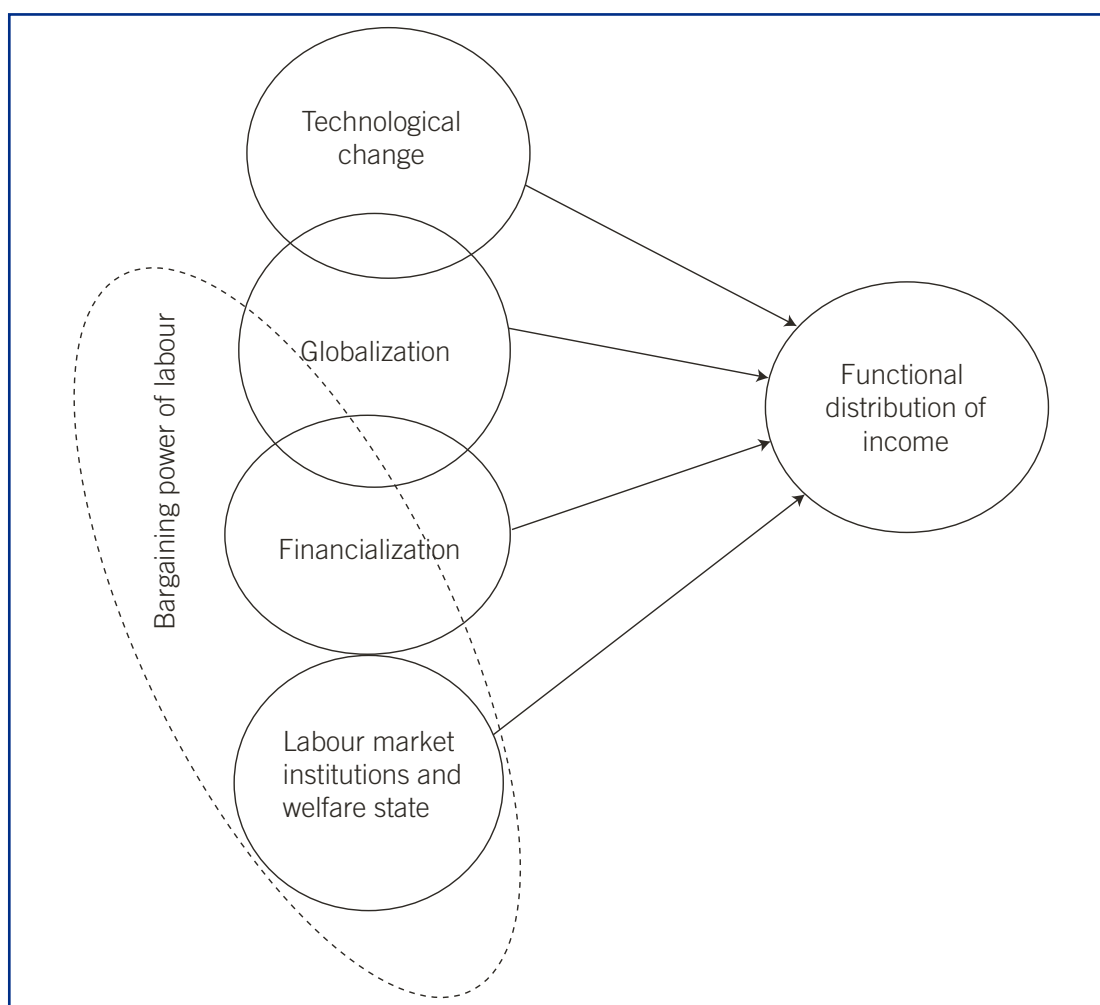 Technological
change
Globalization
Bargaining power of labour
Financialization
Labour market
institutions and
welfare state
Functional
distribution of
income